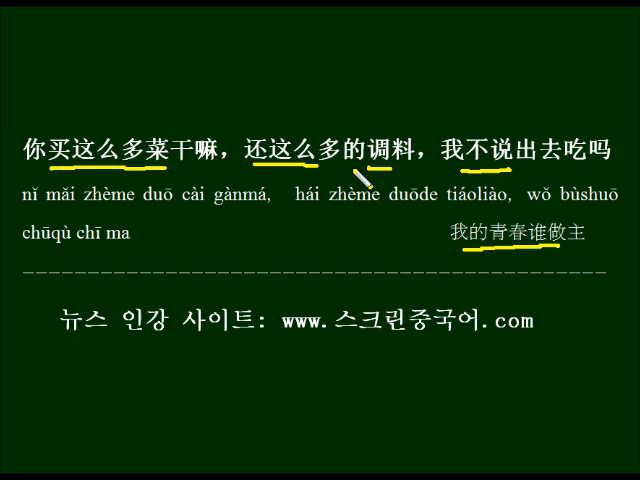 你买这么多菜干嘛，还这么多的调料，我不说出去吃吗
nǐ mǎi zhème duō cài gànmá, hái zhème duōde tiáoliào, wǒ bùshuō
chūqù chī ma 我的青春谁做主
뉴스 인강 사이트: www.스크린중국어.com